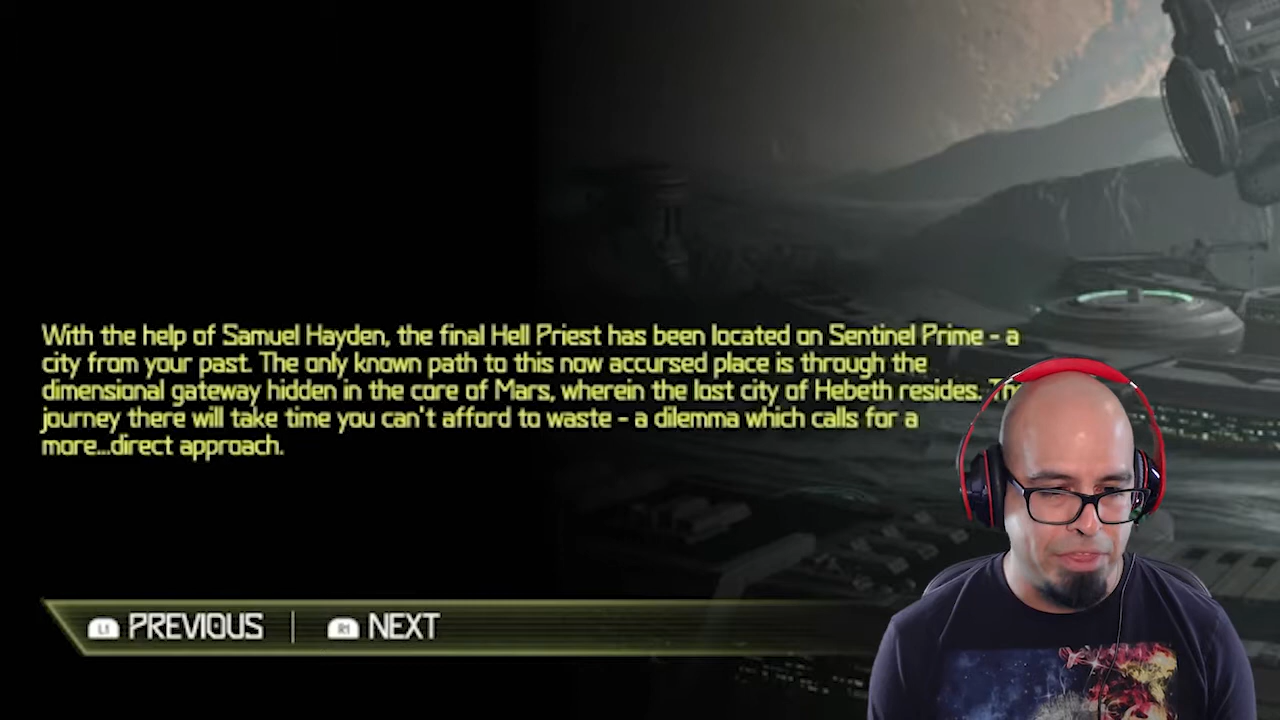 With the help of Samuel Hayden, the final Hell Priest has been located on Sentinel Prime - a
city from your past. The only known path to this now accursed place is through the
dimensional gateway hidden in the core of Mars, wherein the lost city of Hebeth resides.
journey there will take time you can't afford to waste - a dilemma which calls for a
more...direct approach.
L1 PREVIOUS | R1 NEXT